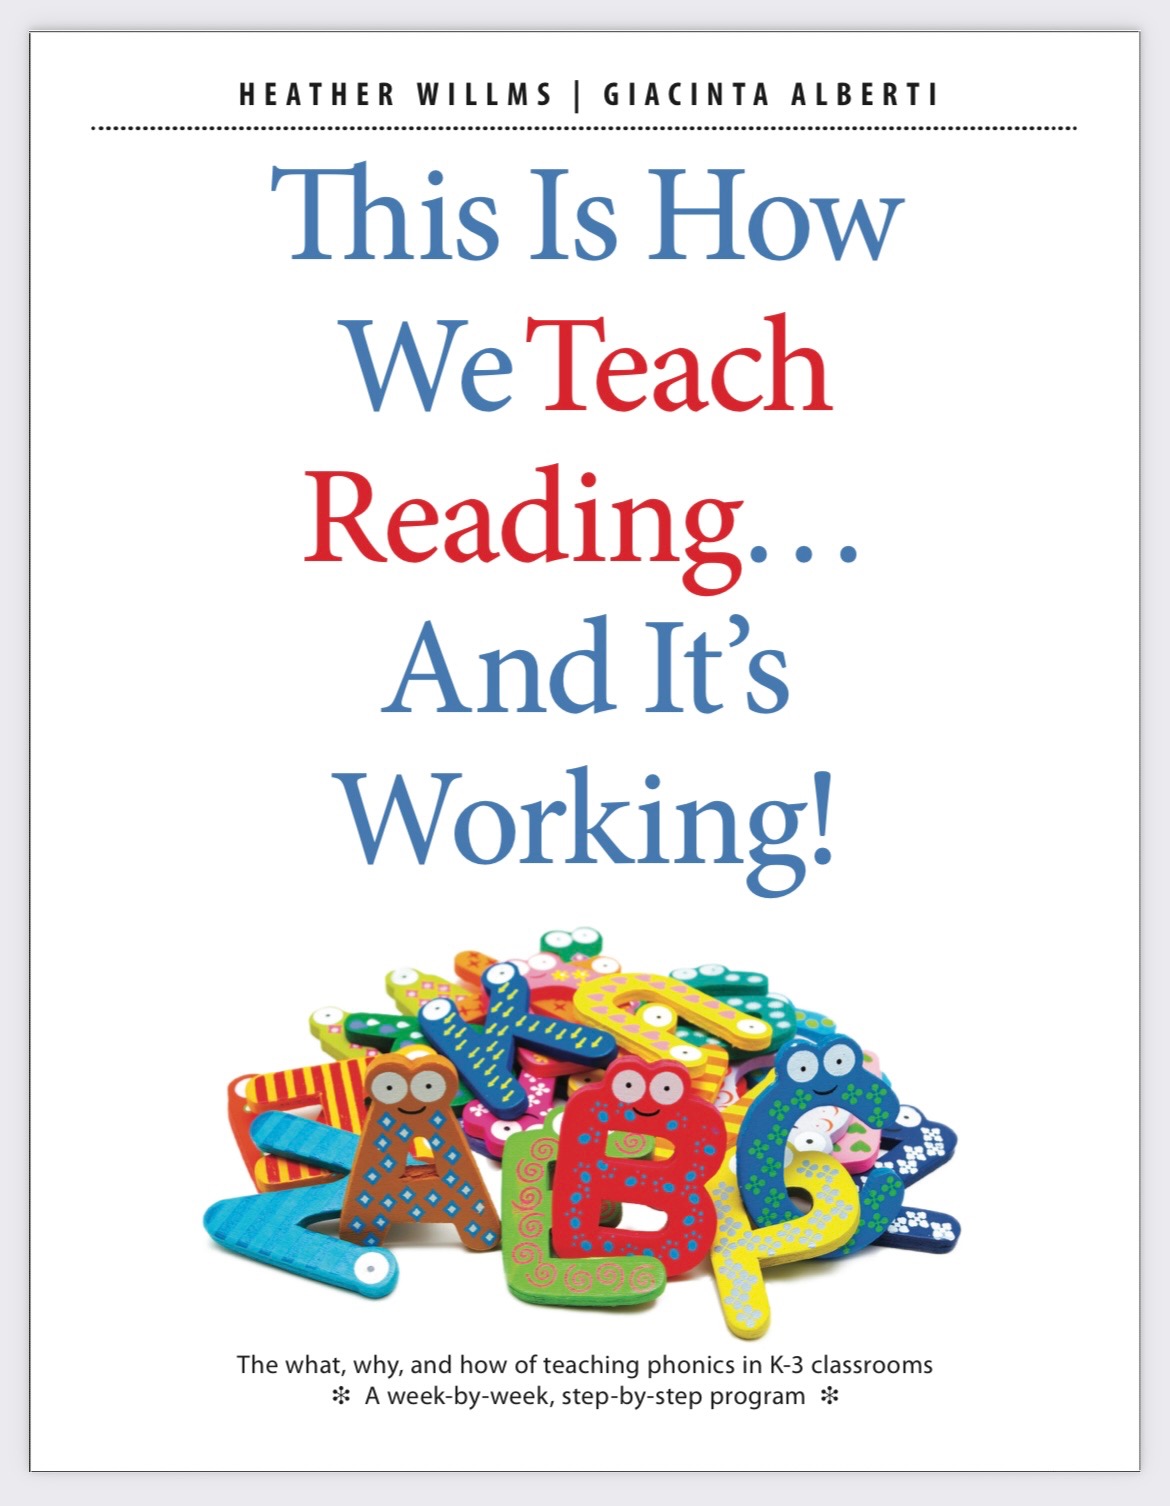 HEATHER WILLMS | GIACINTA ALBERTI
This Is How
We Teach
Reading...
And It’s
Working!
The what, why, and how of teaching phonics in K-3 classrooms
❇ A week-by-week, step-by-step program ❇